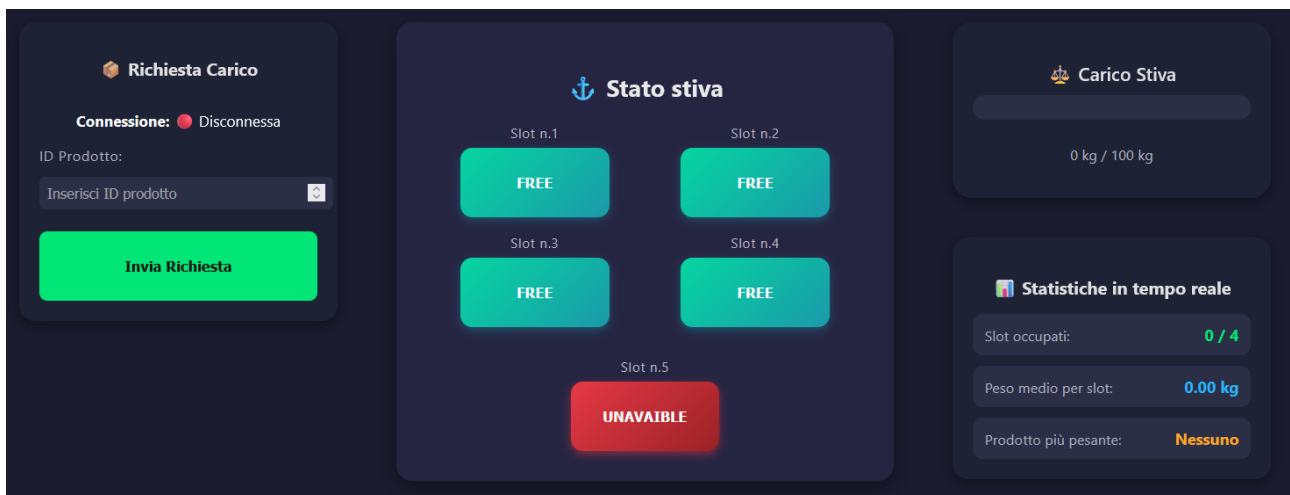 Richiesta Carico
Connessione: Disconnessa
ID Prodotto:
Inserisci ID prodotto
Invia Richiesta
Stato stiva
Slot n.1
FREE
Slot n.2
FREE
Slot n.3
FREE
Slot n.4
FREE
Slot n.5
UNAVAIBLE
Carico Stiva
0 kg / 100 kg
Statistiche in tempo reale
Slot occupati: 0 / 4
Peso medio per slot: 0.00 kg
Prodotto più pesante: Nessuno